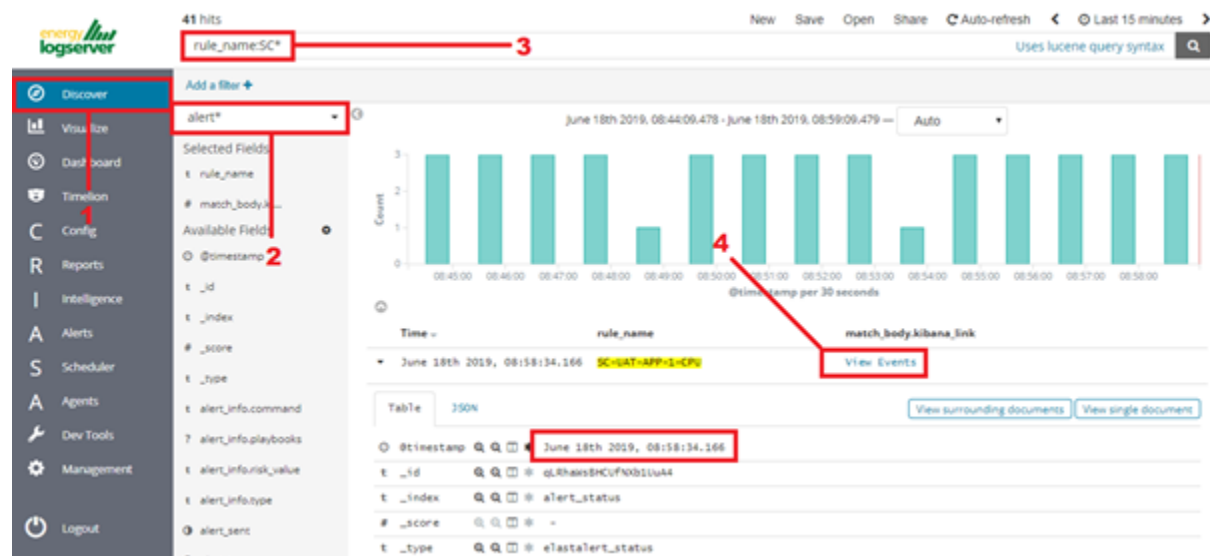 energy
logserver
41 hits
New Save Open Share Auto-refresh Last 15 minutes
rule_name:SC*
3
Uses lucene query syntax
Discover
Visualize
Dashboard
Timelion
Config
Reports
Intelligence
Alerts
Scheduler
Agents
Dev Tools
Management
Logout
1
Add a filter
alert*
Selected Fields
t rule_name
# match_body.k...
Available Fields
2
@timestamp
t _id
t _index
# _score
t _type
t alert_info.command
? alert_info.playbooks
t alert_info.risk_value
t alert_info.type
alert_sent
June 18th 2019, 08:44:09.478 - June 18th 2019, 08:59:09.479 — Auto
Count
3
2
1
0
4
08:45:00 08:46:00 08:47:00 08:48:00 08:49:00 08:50:00 08:51:00 08:52:00 08:53:00 08:54:00 08:55:00 08:56:00 08:57:00 08:58:00
@timestamp per 30 seconds
Time rule_name match_body.kibana_link
June 18th 2019, 08:58:34.166 SC=UAT=APP=1=CPU View Events
Table JSON View surrounding documents View single document
@timestamp June 18th 2019, 08:58:34.166
t _id
t _index alert_status
# _score -
t _type elastalert_status